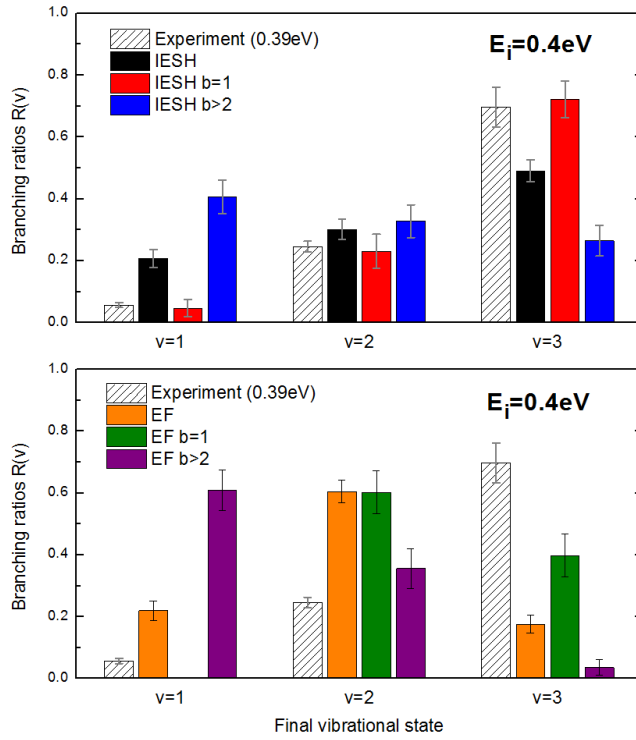 1.0
0.8
0.6
0.4
0.2
0.0
Branching ratios R(v)
Experiment (0.39eV)
IESH
IESH b=1
IESH b>2
E_i=0.4eV
v=1
v=2
v=3
1.0
0.8
0.6
0.4
0.2
0.0
Branching ratios R(v)
Experiment (0.39eV)
EF
EF b=1
EF b>2
E_i=0.4eV
v=1
v=2
v=3
Final vibrational state